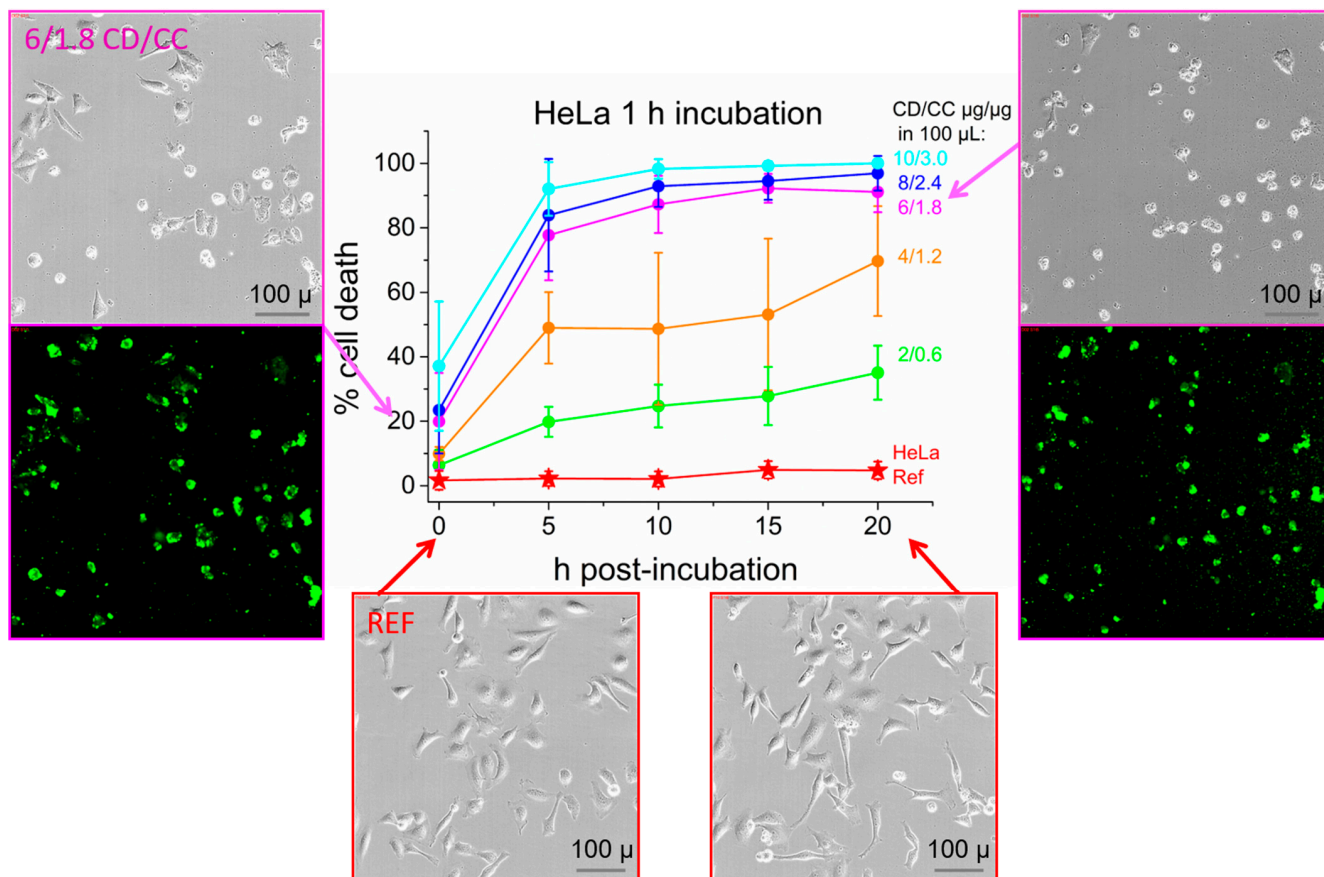 6/1.8 CD/CC
100 µ
HeLa 1 h incubation
CD/CC µg/µg
in 100 µL:
10/3.0
8/2.4
6/1.8
4/1.2
2/0.6
HeLa
Ref
100
80
60
40
20
0
% cell death
0 5 10 15 20
h post-incubation
100 µ
REF
100 µ
100 µ